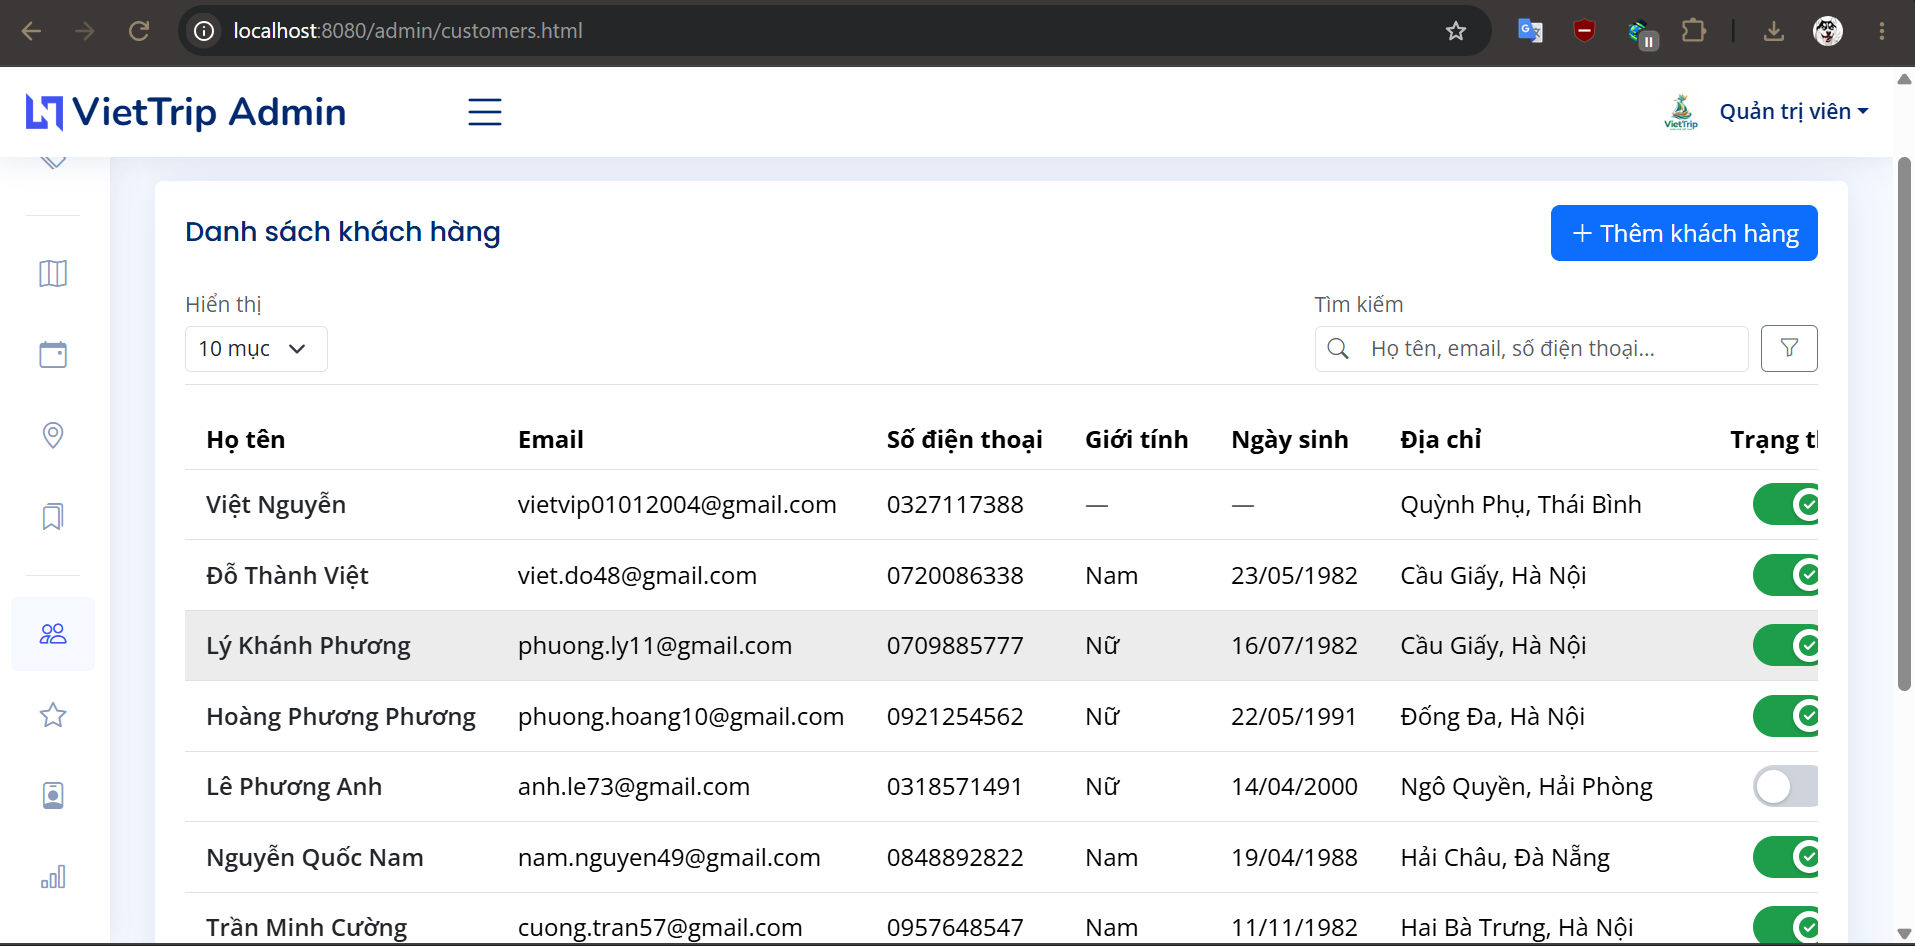 localhost:8080/admin/customers.html
VietTrip Admin
VietTrip
Quản trị viên
Danh sách khách hàng
+ Thêm khách hàng
Hiển thị
Tìm kiếm
10 mục
Họ tên, email, số điện thoại...
Họ tên Email Số điện thoại Giới tính Ngày sinh Địa chỉ Trạng
Việt Nguyễn vietvip01012004@gmail.com 0327117388 — — Quỳnh Phụ, Thái Bình
Đỗ Thành Việt viet.do48@gmail.com 0720086338 Nam 23/05/1982 Cầu Giấy, Hà Nội
Lý Khánh Phương phuong.ly11@gmail.com 0709885777 Nữ 16/07/1982 Cầu Giấy, Hà Nội
Hoàng Phương Phương phuong.hoang10@gmail.com 0921254562 Nữ 22/05/1991 Đống Đa, Hà Nội
Lê Phương Anh anh.le73@gmail.com 0318571491 Nữ 14/04/2000 Ngô Quyền, Hải Phòng
Nguyễn Quốc Nam nam.nguyen49@gmail.com 0848892822 Nam 19/04/1988 Hải Châu, Đà Nẵng
Trần Minh Cường cuong.tran57@gmail.com 0957648547 Nam 11/11/1982 Hai Bà Trưng, Hà Nội